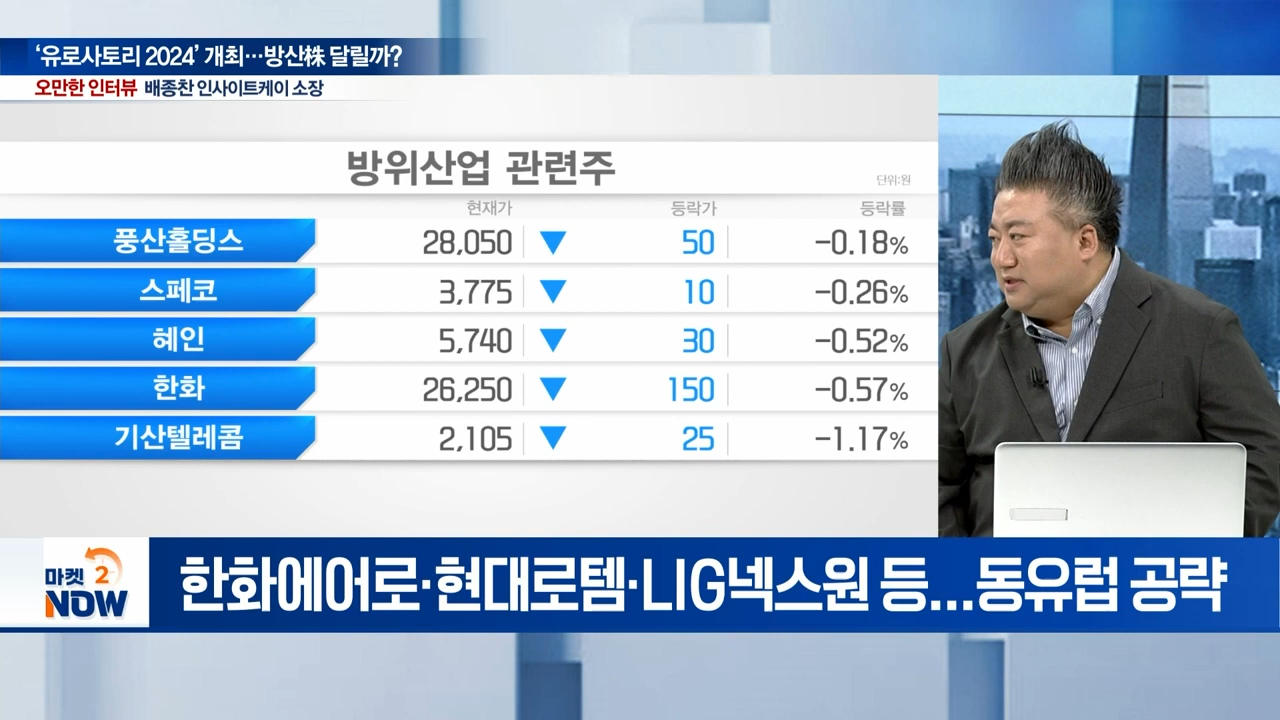 ‘유로사토리 2024’ 개최…방산株 달릴까?
오만한 인터뷰 배종찬 인사이트케이 소장
방위산업 관련주
단위:원
현재가 등락가 등락률
풍산홀딩스 28,050 ▼ 50 -0.18%
스페코 3,775 ▼ 10 -0.26%
혜인 5,740 ▼ 30 -0.52%
한화 26,250 ▼ 150 -0.57%
기산텔레콤 2,105 ▼ 25 -1.17%
마켓 2
NOW
한화에어로·현대로템·LIG넥스원 등...동유럽 공략